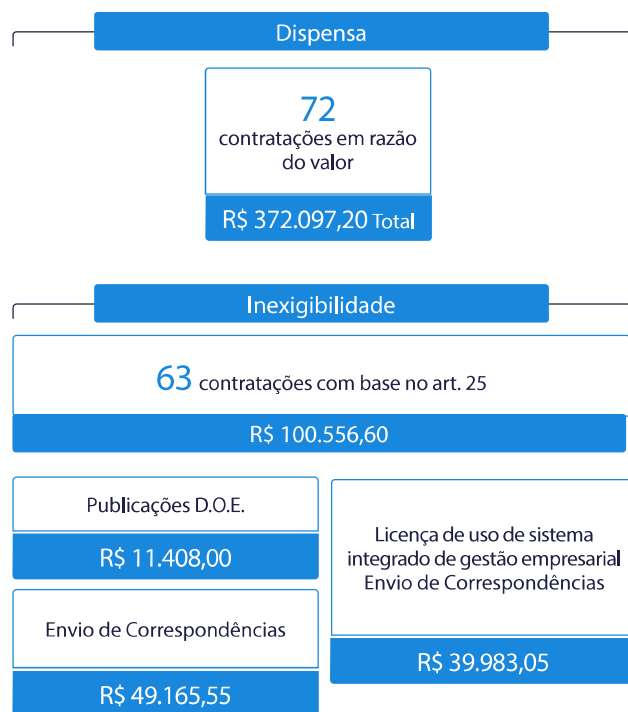 Dispensa
72
contratações em razão
do valor
R$ 372.097,20 Total
Inexigibilidade
63 contratações com base no art. 25
R$ 100.556,60
Publicações D.O.E.
R$ 11.408,00
Envio de Correspondências
R$ 49.165,55
Licença de uso de sistema
integrado de gestão empresarial
Envio de Correspondências
R$ 39.983,05